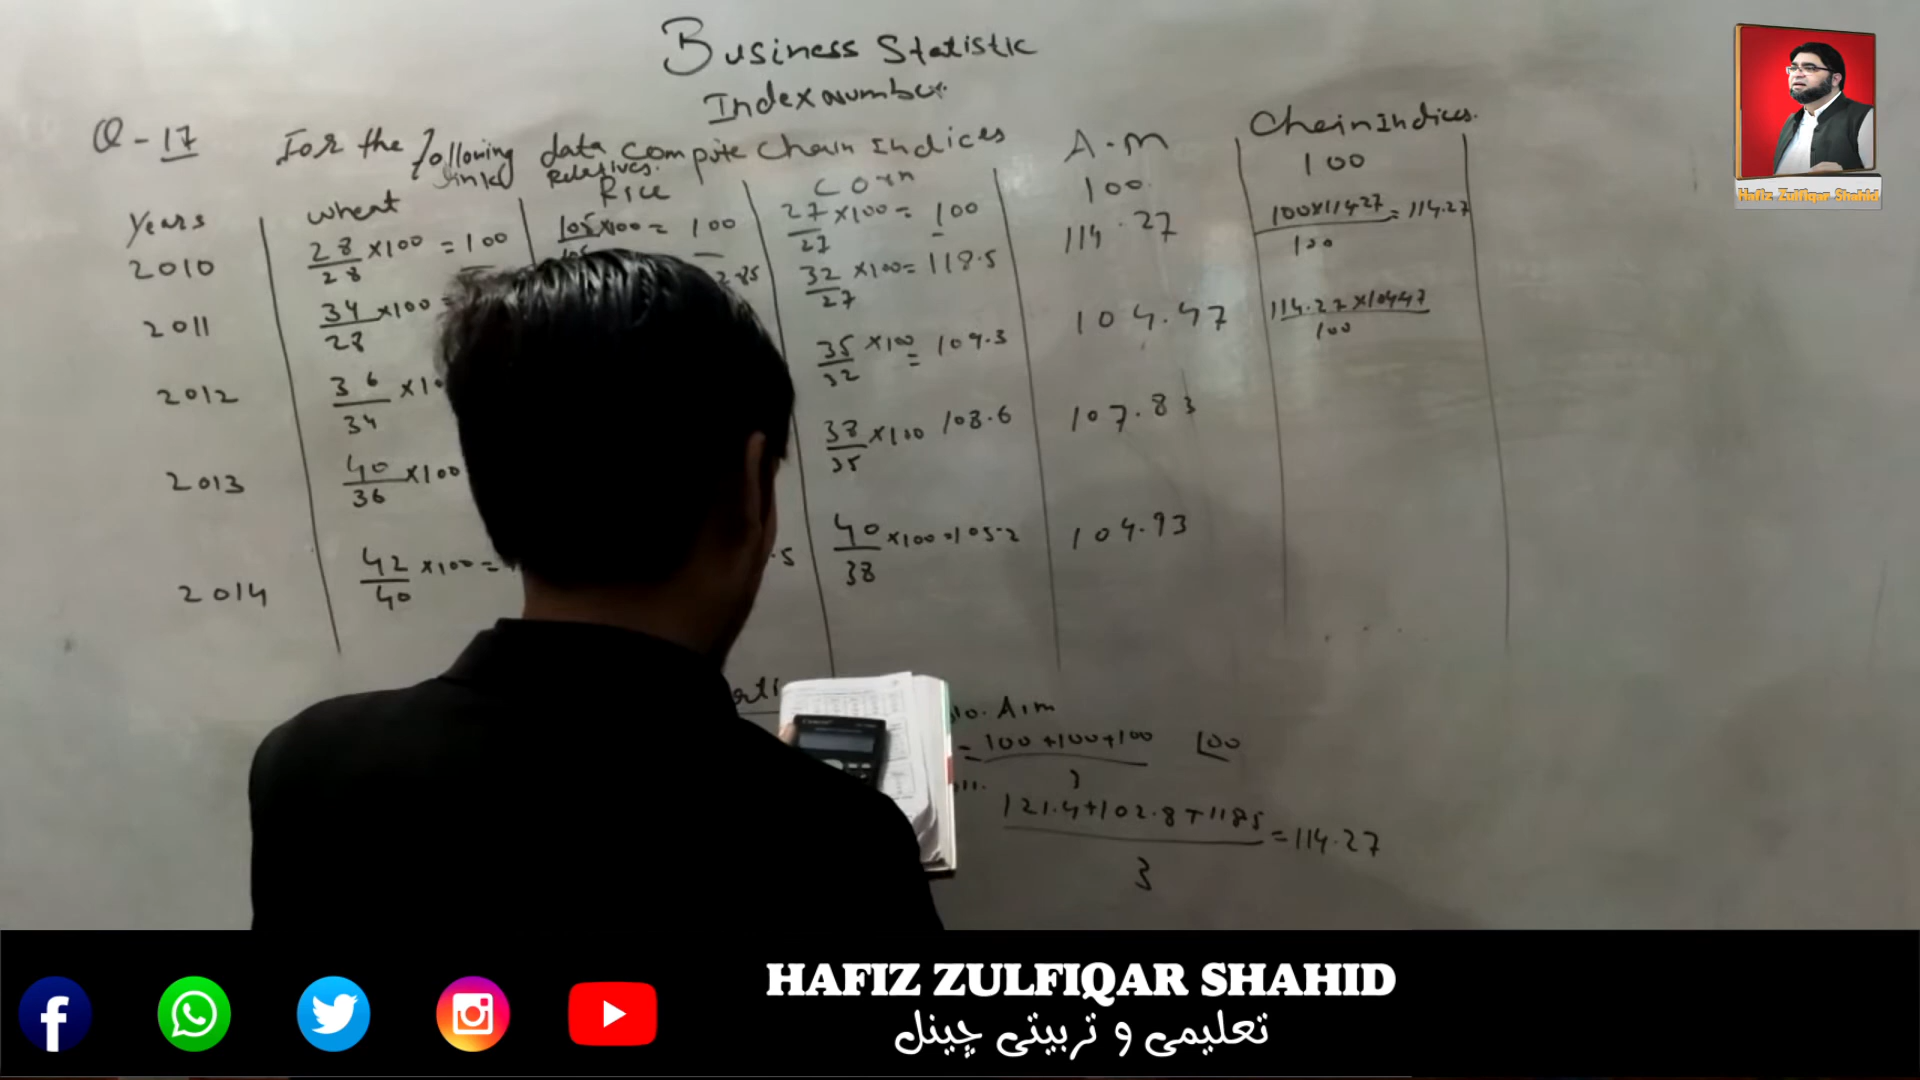 Business Statistic
Index number
Q-17 For the following data compute Chain Indices
linked Relatives.
Years wheat Rice Corn A.M Chain Indices.
2010 28/28 ×100 = 100 105 ×100 = 100 27/27 ×100 = 100 100. 100
2011 34/28 ×100 32/27 ×100= 118.5 114.27 100×114.27/100 = 114.27
2012 36/34 35/32 ×100 = 109.3 104.47 114.27×104.47/100
2013 40/36 ×100 38/35 ×100 108.6 107.83
2014 42/40 ×100 = .5 40/38 ×100=105.2 104.93
A.M
= 100+100+100/3 100
121.4+102.8+118.5/3 = 114.27
Hafiz Zulfiqar Shahid
HAFIZ ZULFIQAR SHAHID
تعلیمی و تربیتی چینل